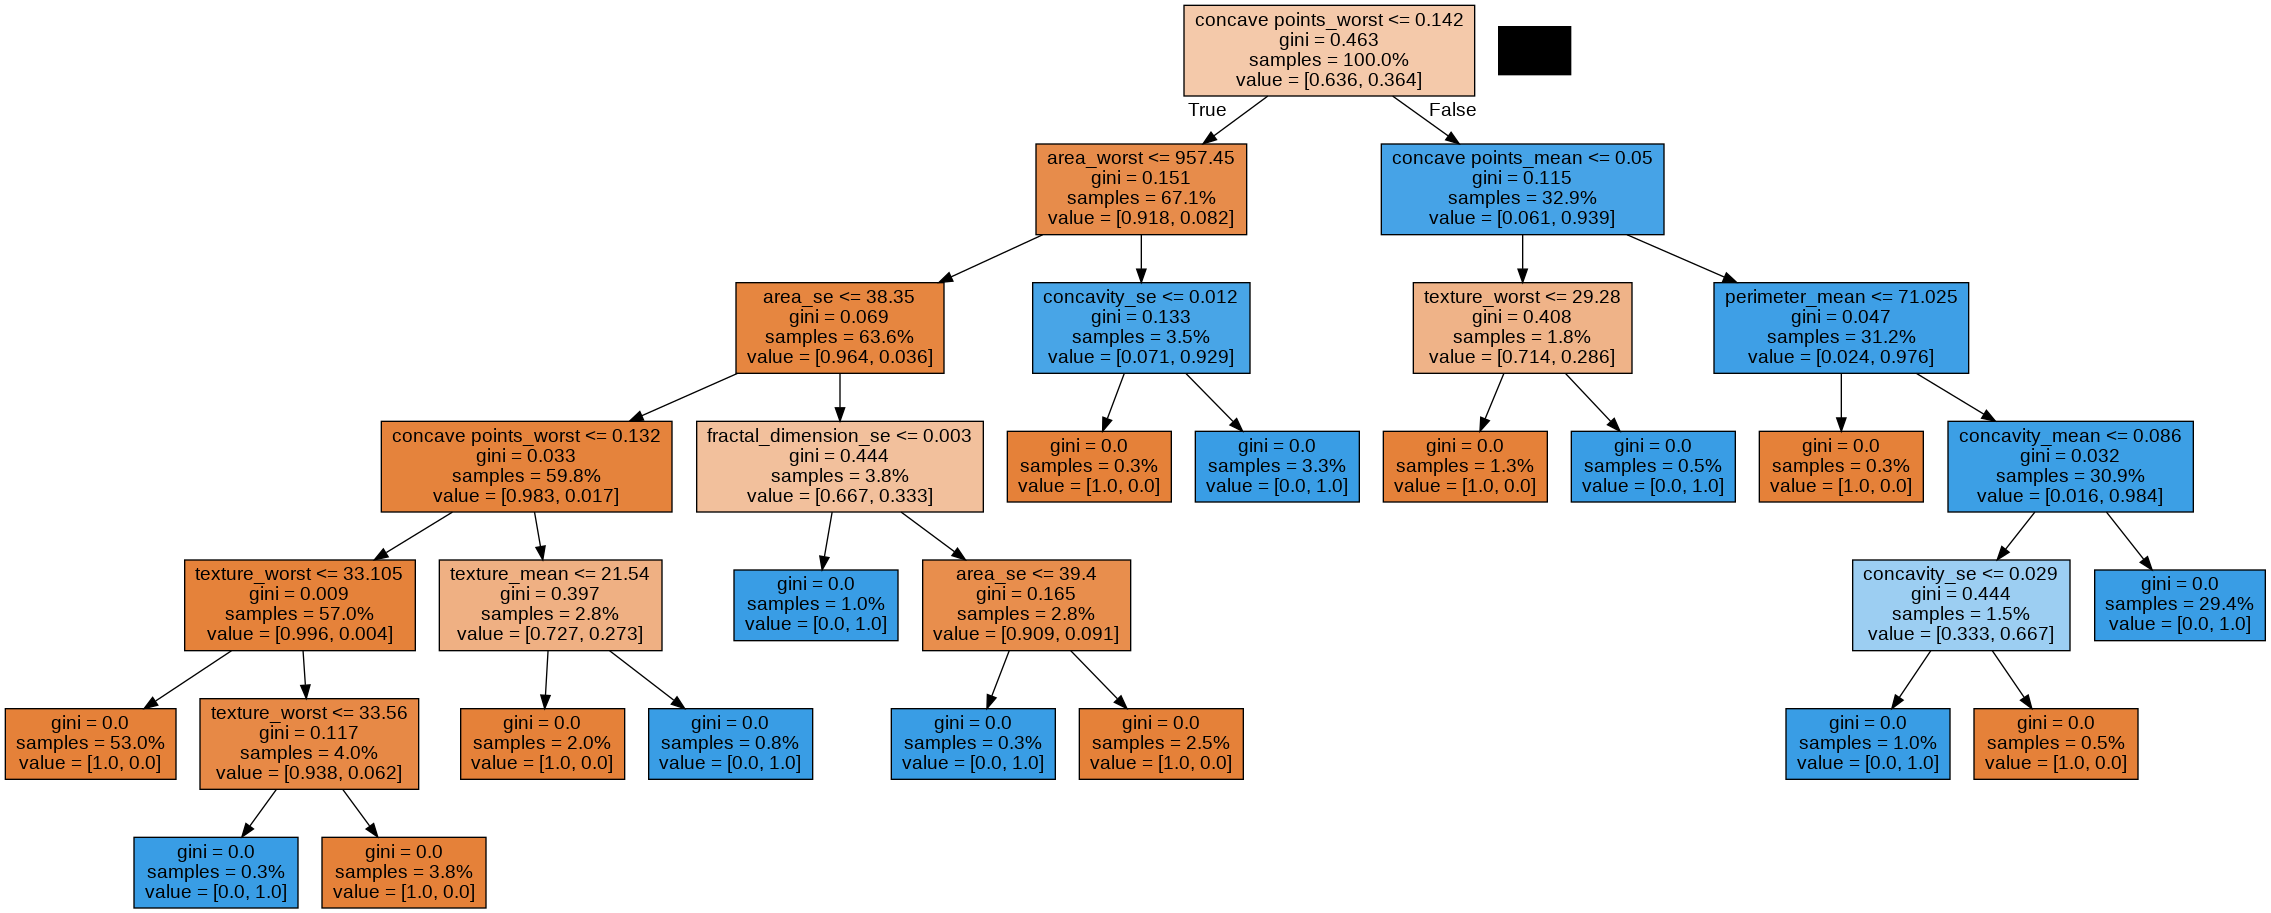 concave points_worst <= 0.142
gini = 0.463
samples = 100.0%
value = [0.636, 0.364]
True
False
area_worst <= 957.45
gini = 0.151
samples = 67.1%
value = [0.918, 0.082]
concave points_mean <= 0.05
gini = 0.115
samples = 32.9%
value = [0.061, 0.939]
area_se <= 38.35
gini = 0.069
samples = 63.6%
value = [0.964, 0.036]
concavity_se <= 0.012
gini = 0.133
samples = 3.5%
value = [0.071, 0.929]
texture_worst <= 29.28
gini = 0.408
samples = 1.8%
value = [0.714, 0.286]
perimeter_mean <= 71.025
gini = 0.047
samples = 31.2%
value = [0.024, 0.976]
concave points_worst <= 0.132
gini = 0.033
samples = 59.8%
value = [0.983, 0.017]
fractal_dimension_se <= 0.003
gini = 0.444
samples = 3.8%
value = [0.667, 0.333]
gini = 0.0
samples = 0.3%
value = [1.0, 0.0]
gini = 0.0
samples = 3.3%
value = [0.0, 1.0]
gini = 0.0
samples = 1.3%
value = [1.0, 0.0]
gini = 0.0
samples = 0.5%
value = [0.0, 1.0]
gini = 0.0
samples = 0.3%
value = [1.0, 0.0]
concavity_mean <= 0.086
gini = 0.032
samples = 30.9%
value = [0.016, 0.984]
texture_worst <= 33.105
gini = 0.009
samples = 57.0%
value = [0.996, 0.004]
texture_mean <= 21.54
gini = 0.397
samples = 2.8%
value = [0.727, 0.273]
gini = 0.0
samples = 1.0%
value = [0.0, 1.0]
area_se <= 39.4
gini = 0.165
samples = 2.8%
value = [0.909, 0.091]
concavity_se <= 0.029
gini = 0.444
samples = 1.5%
value = [0.333, 0.667]
gini = 0.0
samples = 29.4%
value = [0.0, 1.0]
gini = 0.0
samples = 53.0%
value = [1.0, 0.0]
texture_worst <= 33.56
gini = 0.117
samples = 4.0%
value = [0.938, 0.062]
gini = 0.0
samples = 2.0%
value = [1.0, 0.0]
gini = 0.0
samples = 0.8%
value = [0.0, 1.0]
gini = 0.0
samples = 0.3%
value = [0.0, 1.0]
gini = 0.0
samples = 2.5%
value = [1.0, 0.0]
gini = 0.0
samples = 1.0%
value = [0.0, 1.0]
gini = 0.0
samples = 0.5%
value = [1.0, 0.0]
gini = 0.0
samples = 0.3%
value = [0.0, 1.0]
gini = 0.0
samples = 3.8%
value = [1.0, 0.0]